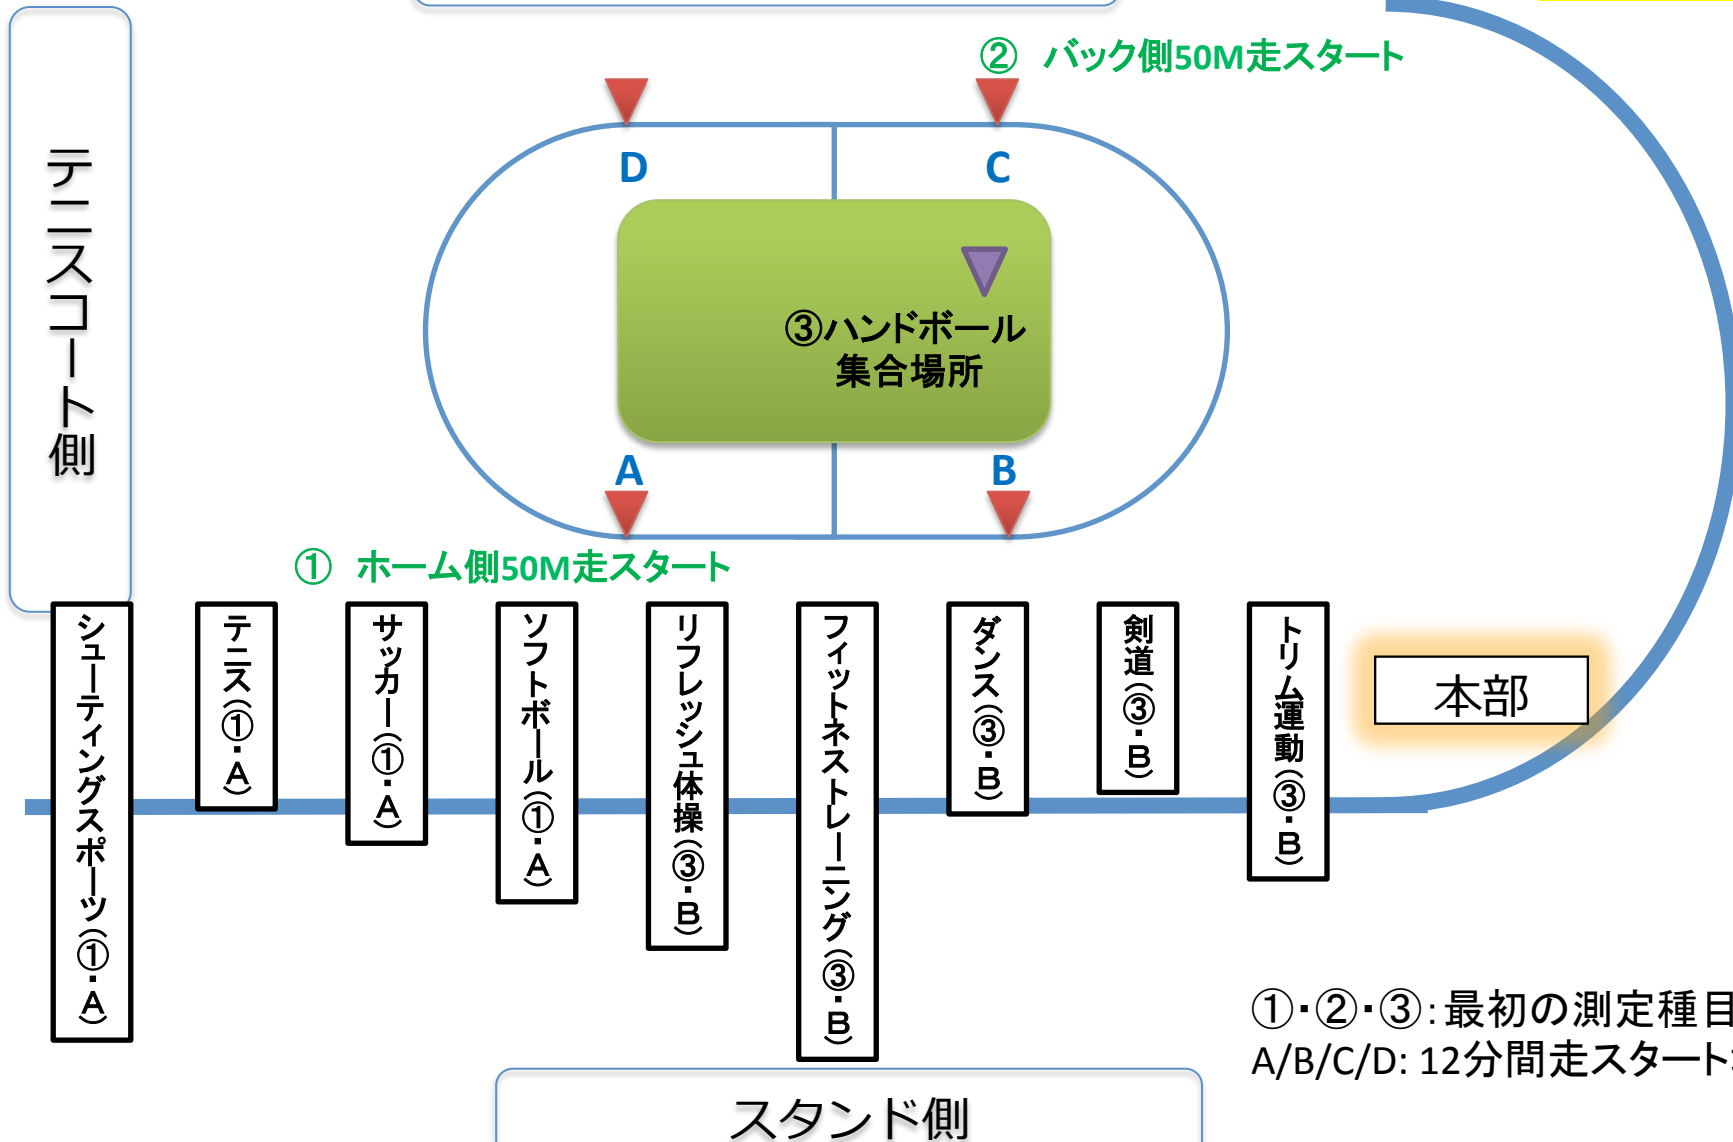 ② バック側50M走スタート
テニスコート側
D
C
③ハンドボール
集合場所
A
B
① ホーム側50M走スタート
シューティングスポーツ(①・A)
テニス(①・A)
サッカー(①・A)
ソフトボール(①・A)
リフレッシュ体操(③・B)
フィットネストレーニング(③・B)
ダンス(③・B)
剣道(③・B)
トリム運動(③・B)
本部
①・②・③:最初の測定種目
A/B/C/D: 12分間走スタート
スタンド側